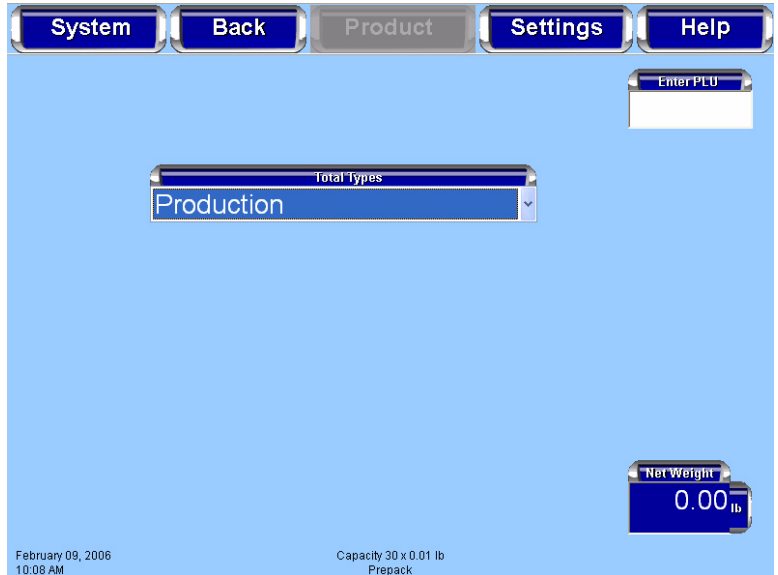 System Back Product Settings Help
Enter PLU
Total Types
Production
Net Weight
0.00 lb
February 09, 2006
10:08 AM
Capacity 30 x 0.01 lb
Prepack